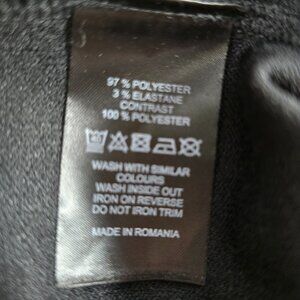 97 % POLYESTER
3 % ELASTANE
CONTRAST
100 % POLYESTER
WASH WITH SIMILAR
COLOURS
WASH INSIDE OUT
IRON ON REVERSE
DO NOT IRON TRIM
MADE IN ROMANIA